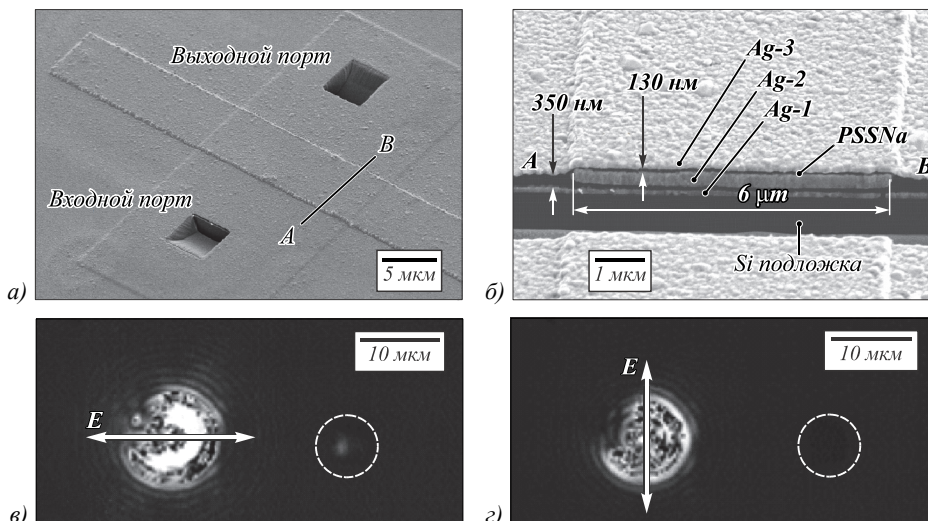 Выходной порт
Входной порт
B
A
5 мкм
а)
Ag-3
130 нм
Ag-2
350 нм
Ag-1
PSSNa
A
B
6 μm
Si подложка
1 мкм
б)
10 мкм
E
в)
10 мкм
E
г)